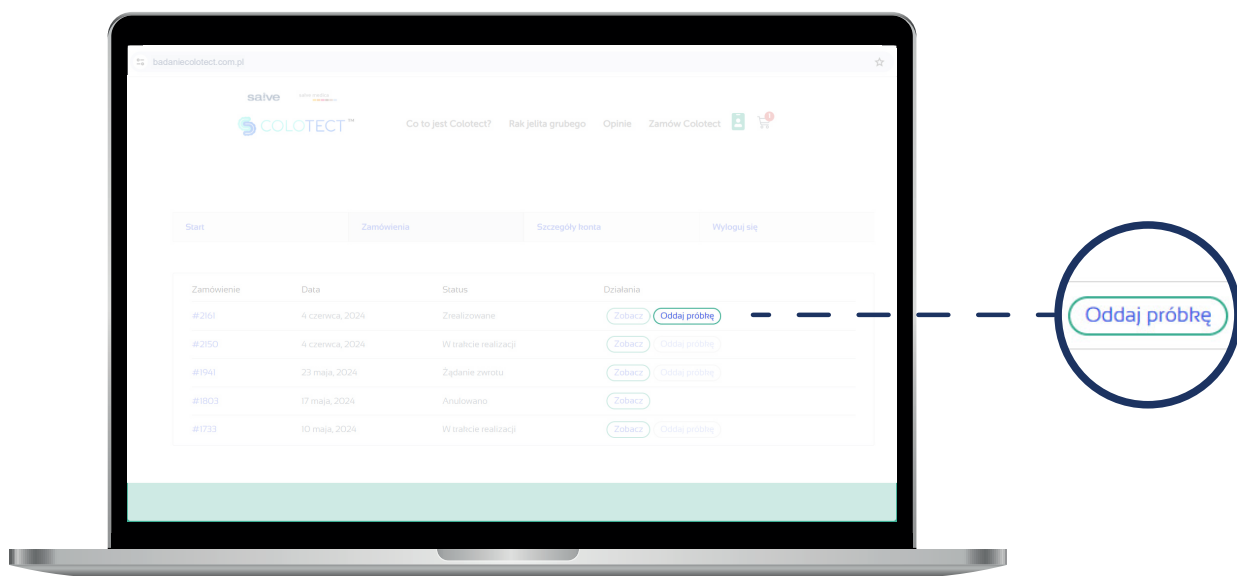 badaniecolotect.com.pl
salve salve medica
COLOTECT™ Co to jest Colotect? Rak jelita grubego Opinie Zamów Colotect 1
Start Zamówienia Szczegóły konta Wyloguj się
Zamówienie Data Status Działania
#2161 4 czerwca, 2024 Zrealizowane Zobacz Oddaj próbkę
#2150 4 czerwca, 2024 W trakcie realizacji Zobacz Oddaj próbkę
#1941 23 maja, 2024 Żądanie zwrotu Zobacz Oddaj próbkę
#1803 17 maja, 2024 Anulowano Zobacz
#1733 10 maja, 2024 W trakcie realizacji Zobacz Oddaj próbkę
Oddaj próbkę